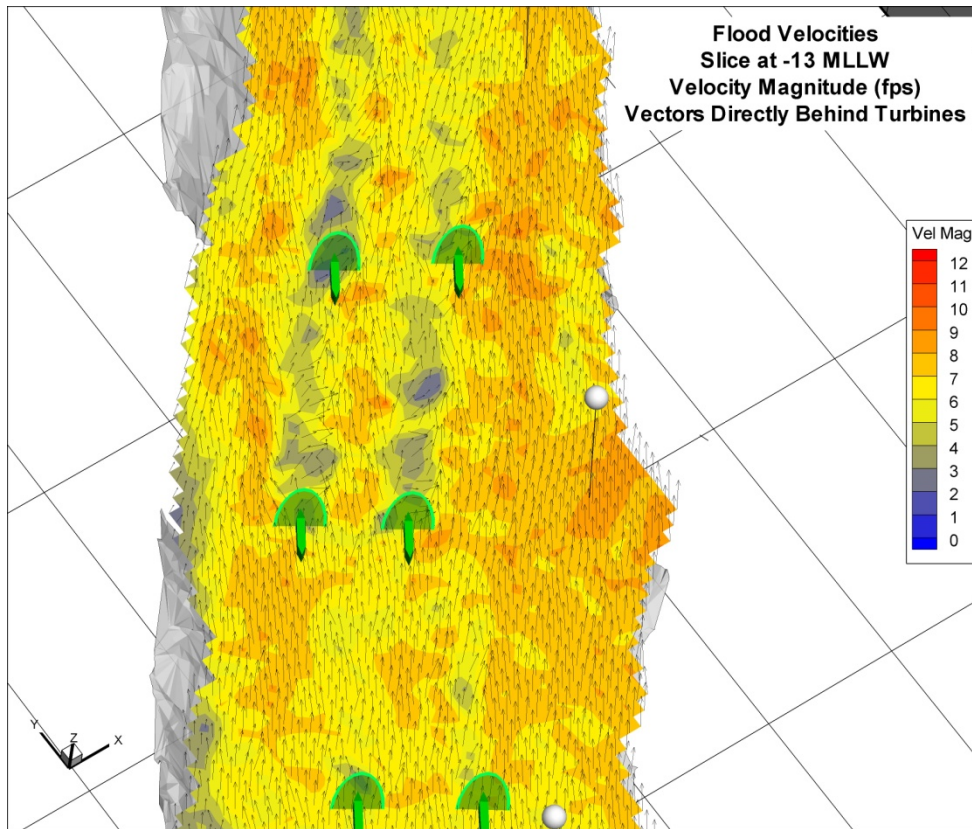 Flood Velocities
Slice at -13 MLLW
Velocity Magnitude (fps)
Vectors Directly Behind Turbines
Vel Mag
12
11
10
9
8
7
6
5
4
3
2
1
0
Y
Z
X